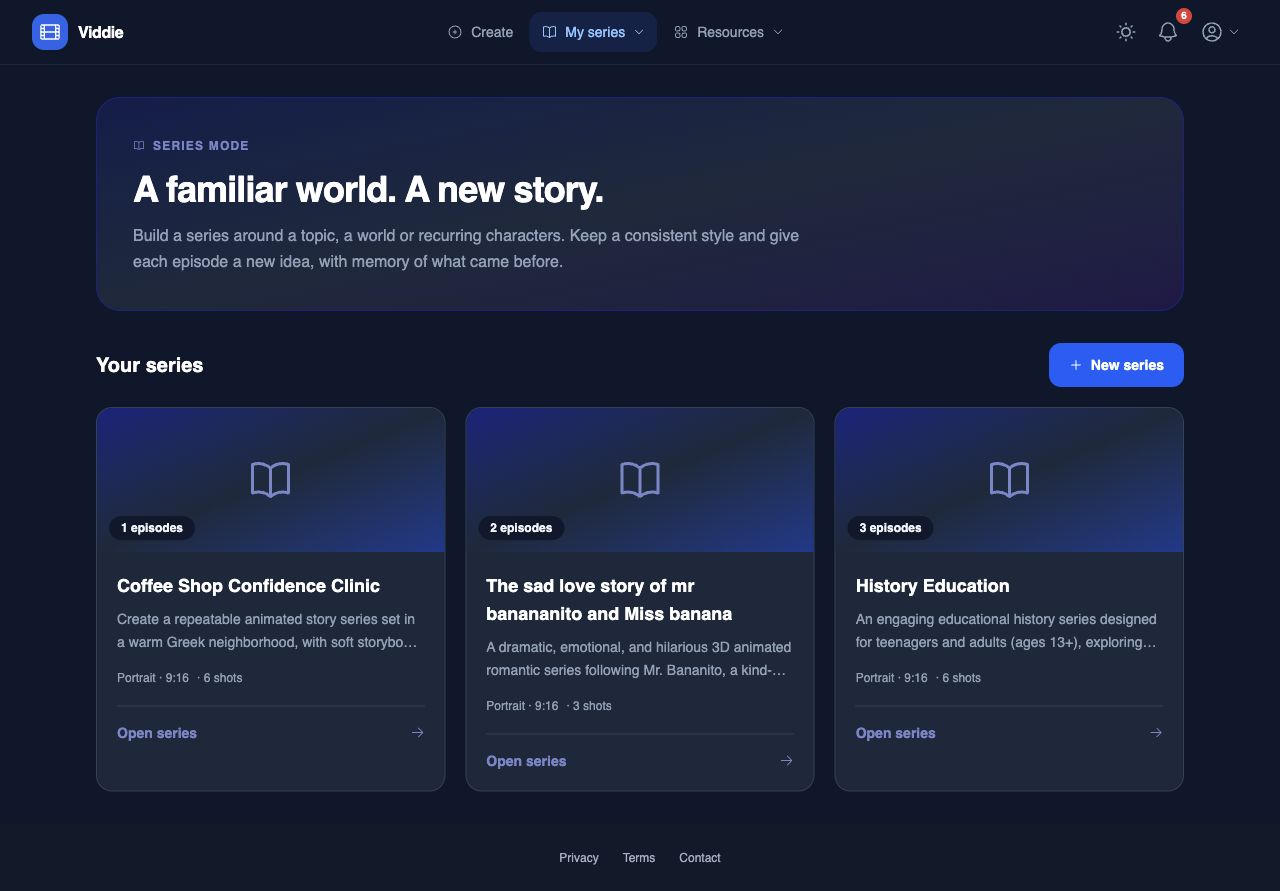 Viddie
Create
My series
Resources
6
SERIES MODE
A familiar world. A new story.
Build a series around a topic, a world or recurring characters. Keep a consistent style and give
each episode a new idea, with memory of what came before.
Your series
+ New series
1 episodes
Coffee Shop Confidence Clinic
Create a repeatable animated story series set in
a warm Greek neighborhood, with soft storybo…
Portrait · 9:16 · 6 shots
Open series →
2 episodes
The sad love story of mr
banananito and Miss banana
A dramatic, emotional, and hilarious 3D animated
romantic series following Mr. Bananito, a kind-…
Portrait · 9:16 · 3 shots
Open series →
3 episodes
History Education
An engaging educational history series designed
for teenagers and adults (ages 13+), exploring…
Portrait · 9:16 · 6 shots
Open series →
Privacy
Terms
Contact